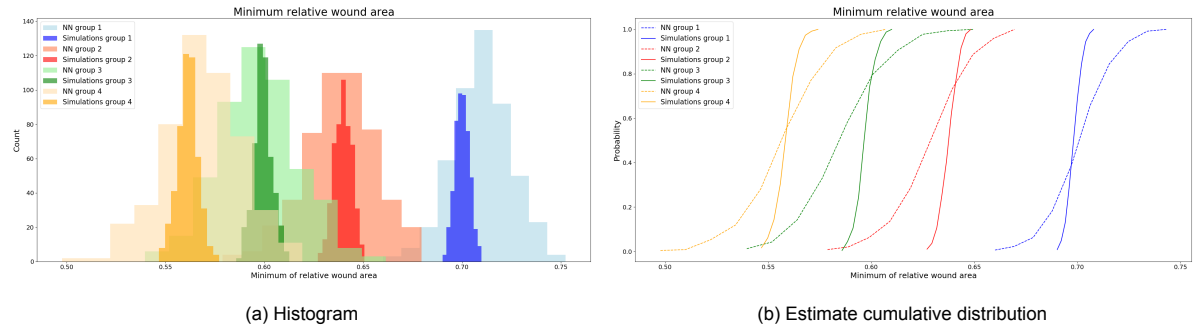 Minimum relative wound area
NN group 1
Simulations group 1
NN group 2
Simulations group 2
NN group 3
Simulations group 3
NN group 4
Simulations group 4
Count
140
120
100
80
60
40
20
0
0.50 0.55 0.60 0.65 0.70 0.75
Minimum of relative wound area
(a) Histogram
Minimum relative wound area
NN group 1
Simulations group 1
NN group 2
Simulations group 2
NN group 3
Simulations group 3
NN group 4
Simulations group 4
Probability
1.0
0.8
0.6
0.4
0.2
0.0
0.50 0.55 0.60 0.65 0.70 0.75
Minimum of relative wound area
(b) Estimate cumulative distribution